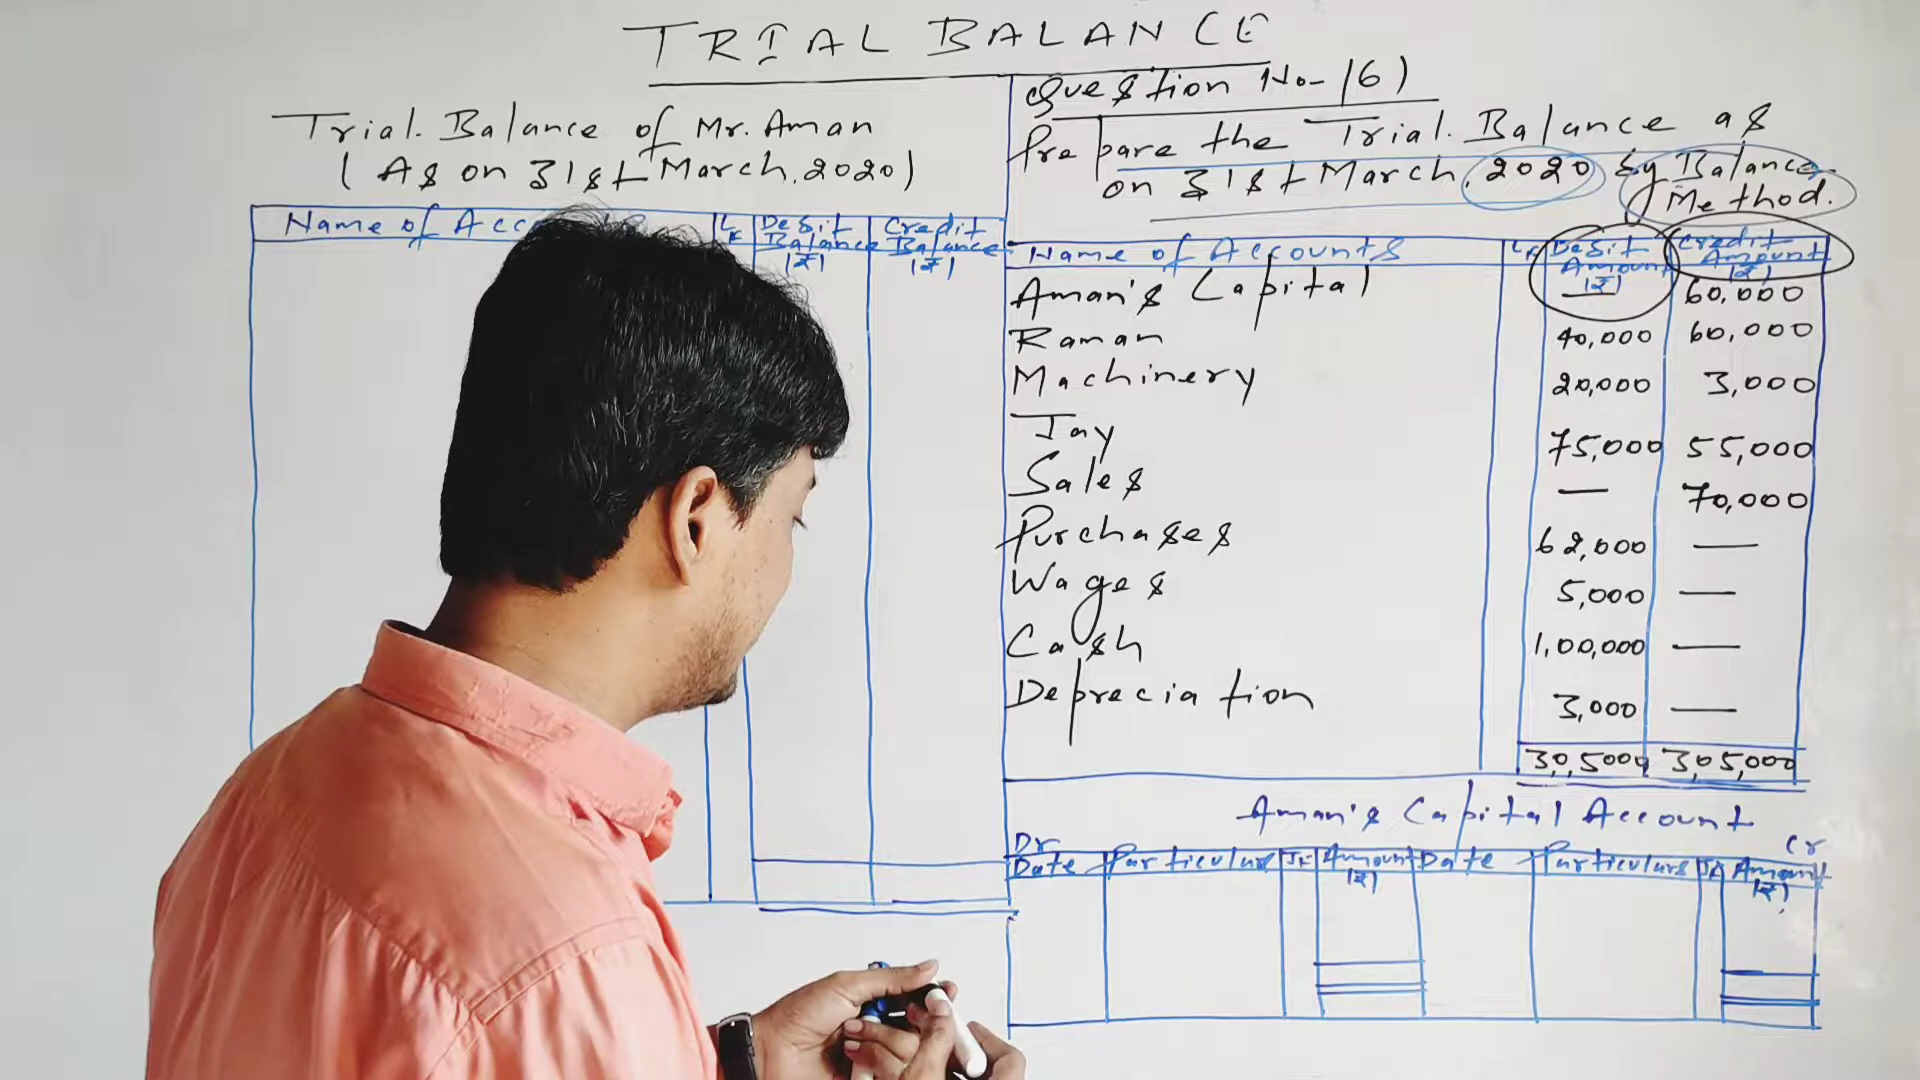 TRIAL BALANCE
Trial Balance of Mr. Aman
(As on 31st March, 2020)
Name of Acc
L.F
Debit Balance (₹)
Credit Balance (₹)
Question No-16)
Prepare the Trial Balance as
on 31st March, 2020 by Balance
Method.
Name of Accounts L.F Debit Amount (₹) Credit Amount (₹)
Aman's Capital — 60,000
Raman 40,000 60,000
Machinery 20,000 3,000
Jay 75,000 55,000
Sales — 70,000
Purchases 62,000 —
Wages 5,000 —
Cash 1,00,000 —
Depreciation 3,000 —
30,5000 3,05,000
Aman's Capital Account
Dr Cr
Date Particulars J.F Amount (₹) Date Particulars J.F Amount (₹)